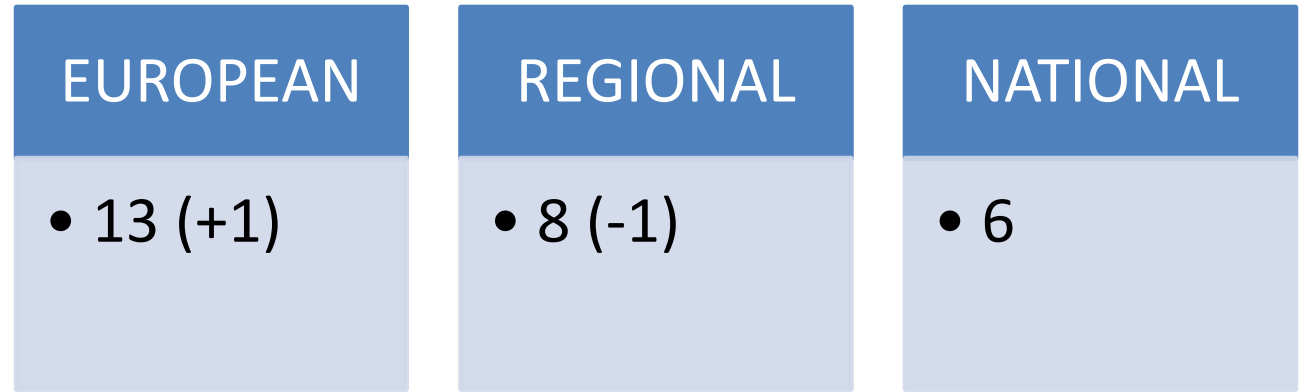 EUROPEAN
• 13 (+1)
REGIONAL
• 8 (-1)
NATIONAL
• 6